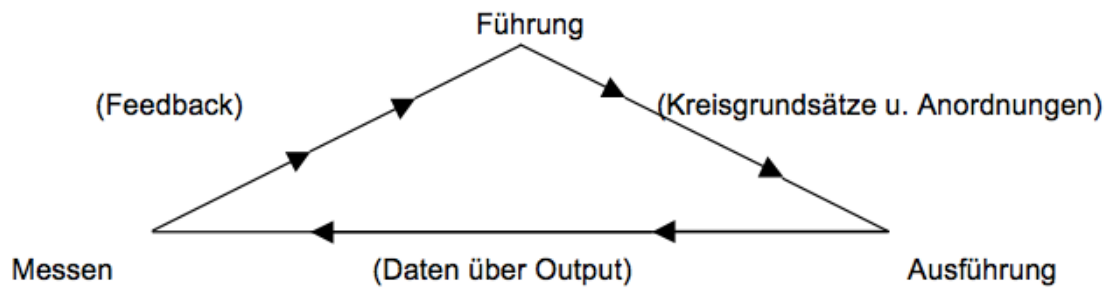 Führung
(Feedback)
(Kreisgrundsätze u. Anordnungen)
Messen
(Daten über Output)
Ausführung